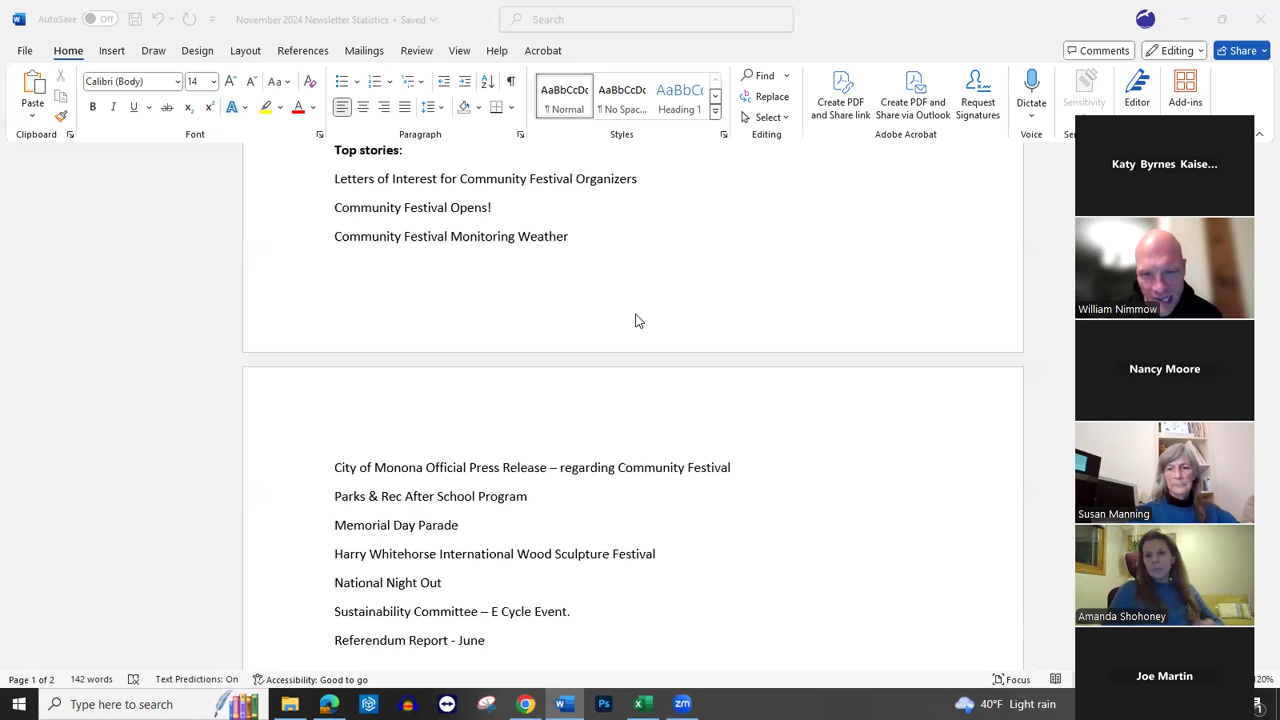 AutoSave Off November 2024 Newsletter Statistics • Saved Search
File Home Insert Draw Design Layout References Mailings Review View Help Acrobat Comments Editing Share
Paste
Clipboard
Calibri (Body) 14
Font
Paragraph
AaBbCcDc AaBbCcDc AaBbCc
¶ Normal ¶ No Spac... Heading 1
Styles
Find
Replace
Select
Editing
Create PDF and Share link
Create PDF and Share via Outlook
Request Signatures
Adobe Acrobat
Dictate
Voice
Sensitivity
Editor
Add-ins
Top stories:
Letters of Interest for Community Festival Organizers
Community Festival Opens!
Community Festival Monitoring Weather
City of Monona Official Press Release – regarding Community Festival
Parks & Rec After School Program
Memorial Day Parade
Harry Whitehorse International Wood Sculpture Festival
National Night Out
Sustainability Committee – E Cycle Event.
Referendum Report - June
Katy Byrnes Kaise...
William Nimmow
Nancy Moore
Susan Manning
Amanda Shohoney
Joe Martin
Page 1 of 2 142 words Text Predictions: On Accessibility: Good to go Focus 120%
Type here to search 40°F Light rain